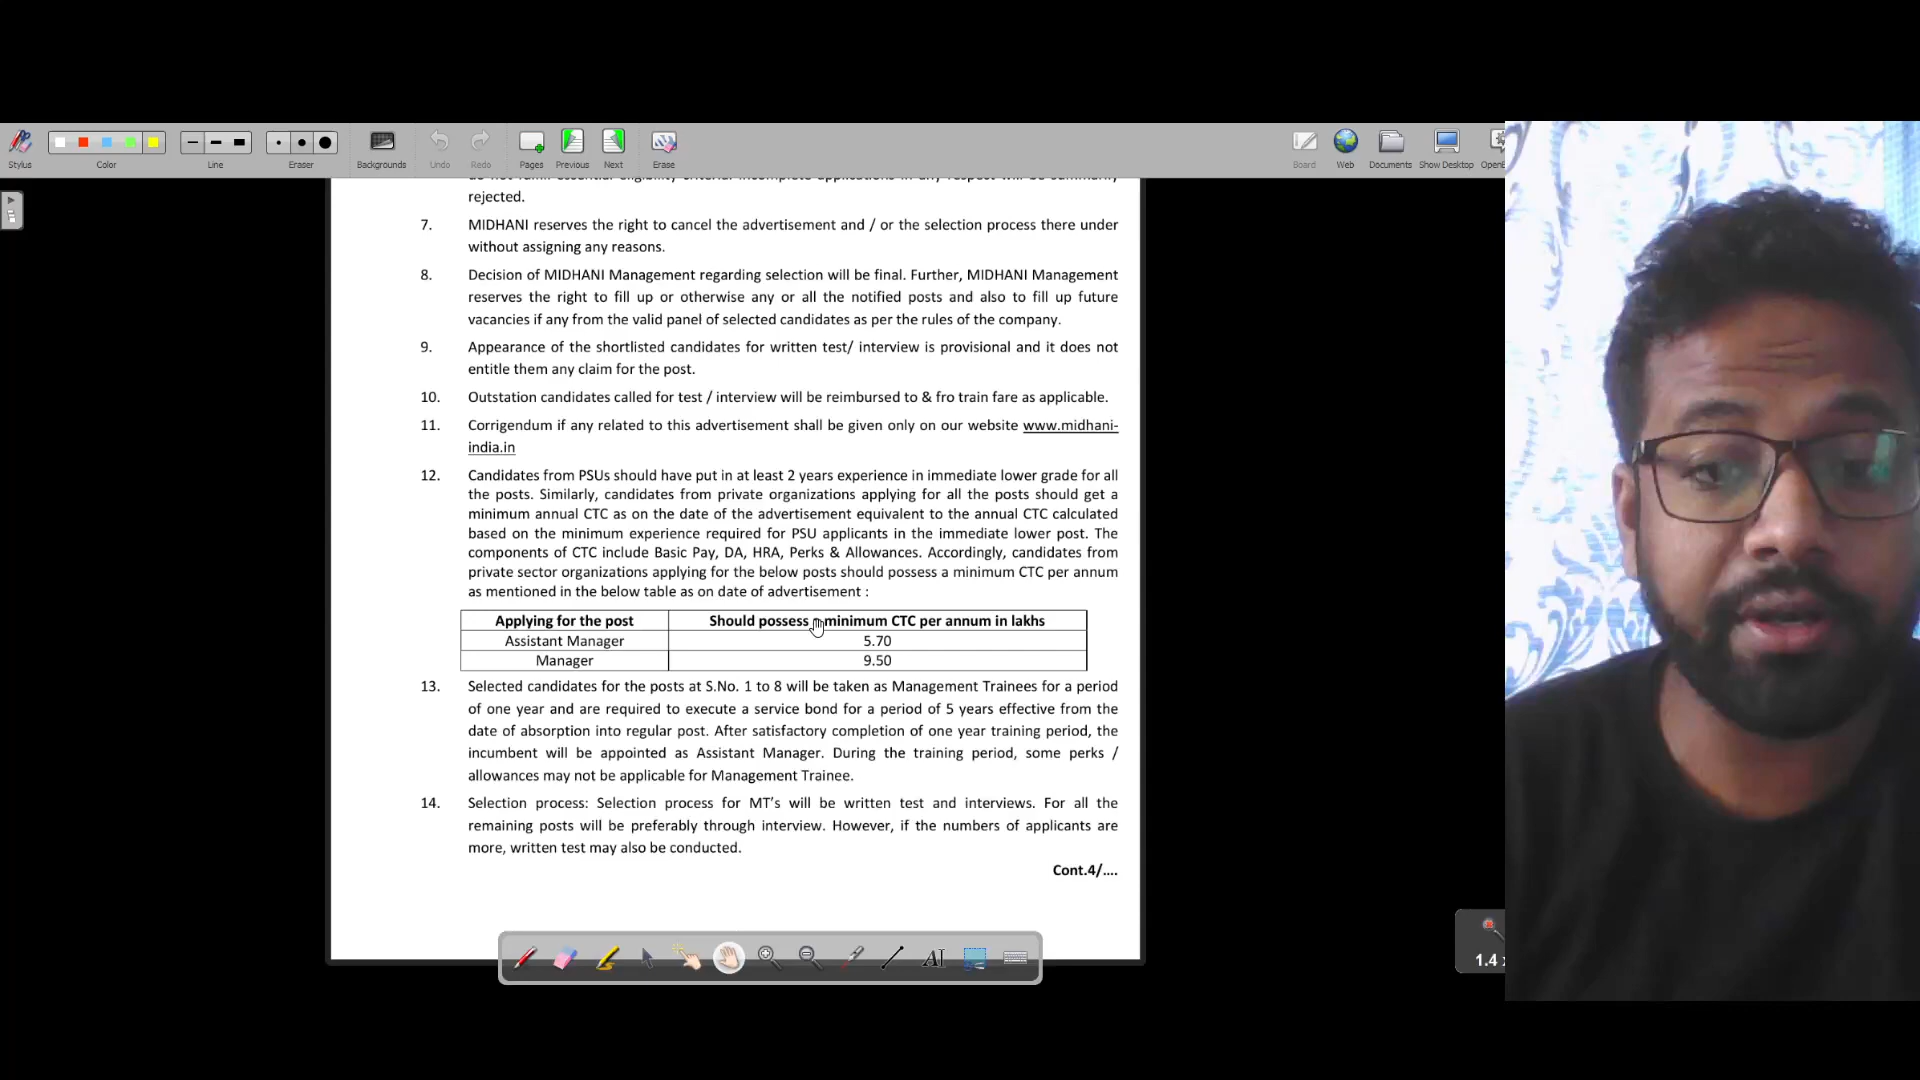 Stylus
Color
Line
Eraser
Backgrounds
Undo
Redo
Pages
Previous
Next
Erase
Board
Web
Documents
Show Desktop
rejected.
7. MIDHANI reserves the right to cancel the advertisement and / or the selection process there under
without assigning any reasons.
8. Decision of MIDHANI Management regarding selection will be final. Further, MIDHANI Management
reserves the right to fill up or otherwise any or all the notified posts and also to fill up future
vacancies if any from the valid panel of selected candidates as per the rules of the company.
9. Appearance of the shortlisted candidates for written test/ interview is provisional and it does not
entitle them any claim for the post.
10. Outstation candidates called for test / interview will be reimbursed to & fro train fare as applicable.
11. Corrigendum if any related to this advertisement shall be given only on our website www.midhani-
india.in
12. Candidates from PSUs should have put in at least 2 years experience in immediate lower grade for all
the posts. Similarly, candidates from private organizations applying for all the posts should get a
minimum annual CTC as on the date of the advertisement equivalent to the annual CTC calculated
based on the minimum experience required for PSU applicants in the immediate lower post. The
components of CTC include Basic Pay, DA, HRA, Perks & Allowances. Accordingly, candidates from
private sector organizations applying for the below posts should possess a minimum CTC per annum
as mentioned in the below table as on date of advertisement :
Applying for the post Should possess minimum CTC per annum in lakhs
Assistant Manager 5.70
Manager 9.50
13. Selected candidates for the posts at S.No. 1 to 8 will be taken as Management Trainees for a period
of one year and are required to execute a service bond for a period of 5 years effective from the
date of absorption into regular post. After satisfactory completion of one year training period, the
incumbent will be appointed as Assistant Manager. During the training period, some perks /
allowances may not be applicable for Management Trainee.
14. Selection process: Selection process for MT's will be written test and interviews. For all the
remaining posts will be preferably through interview. However, if the numbers of applicants are
more, written test may also be conducted.
Cont.4/....
1.4